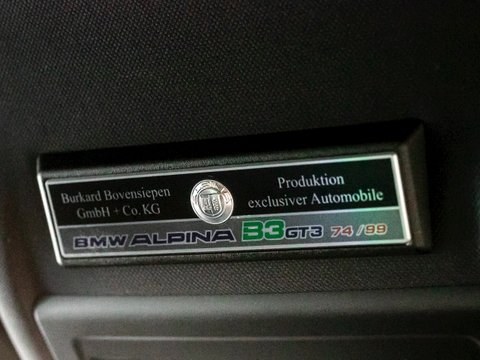 Burkard Bovensiepen
GmbH + Co. KG
Produktion
exclusiver Automobile
BMW ALPINA B3 GT3 74/99